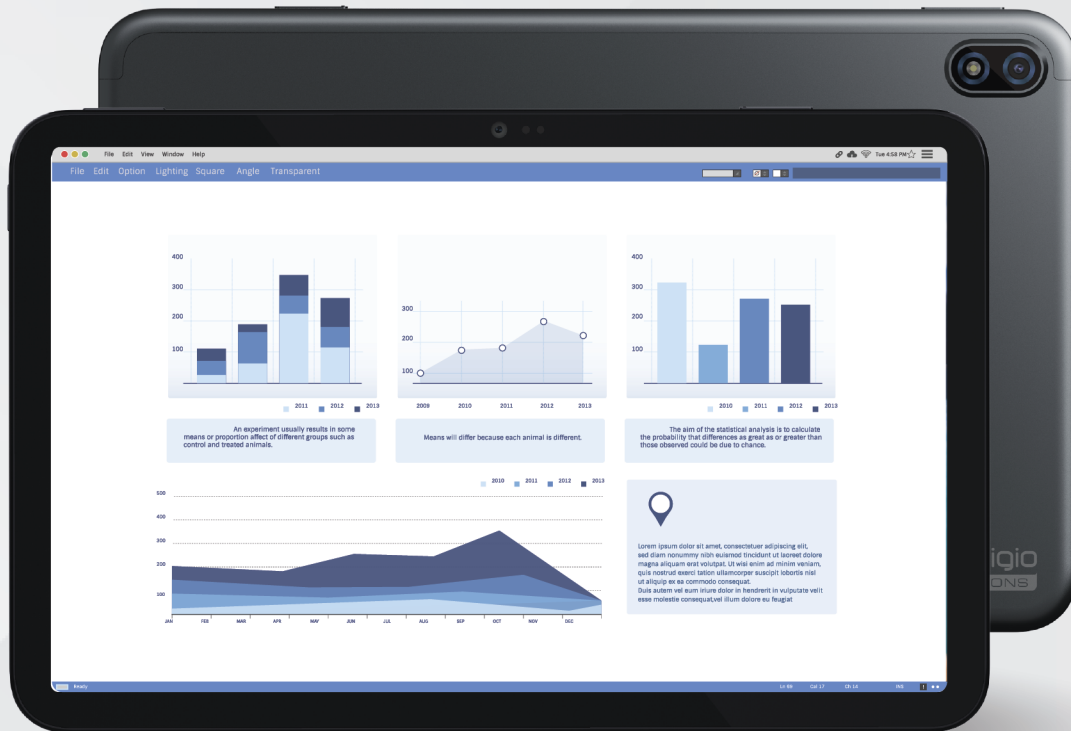 File Edit View Window Help
Tue 4:58 PM
File Edit Option Lighting Square Angle Transparent
400
300
200
100
2011 2012 2013
An experiment usually results in some
means or proportion affect of different groups such as
control and treated animals.
300
200
100
2009 2010 2011 2012 2013
Means will differ because each animal is different.
400
300
200
100
2010 2011 2012 2013
The aim of the statistical analysis is to calculate
the probability that differences as great as or greater than
those observed could be due to chance.
2010 2011 2012 2013
500
400
300
200
100
JAN FEB MAR APR MAY JUN JUL AUG SEP OCT NOV DEC
Lorem ipsum dolor sit amet, consectetuer adipiscing elit,
sed diam nonummy nibh euismod tincidunt ut laoreet dolore
magna aliquam erat volutpat. Ut wisi enim ad minim veniam,
quis nostrud exerci tation ullamcorper suscipit lobortis nisl
ut aliquip ex ea commodo consequat.
Duis autem vel eum iriure dolor in hendrerit in vulputate velit
esse molestie consequat,vel illum dolore eu feugiat
igio
ONS
Ready
Col 17 Ch 14 INS